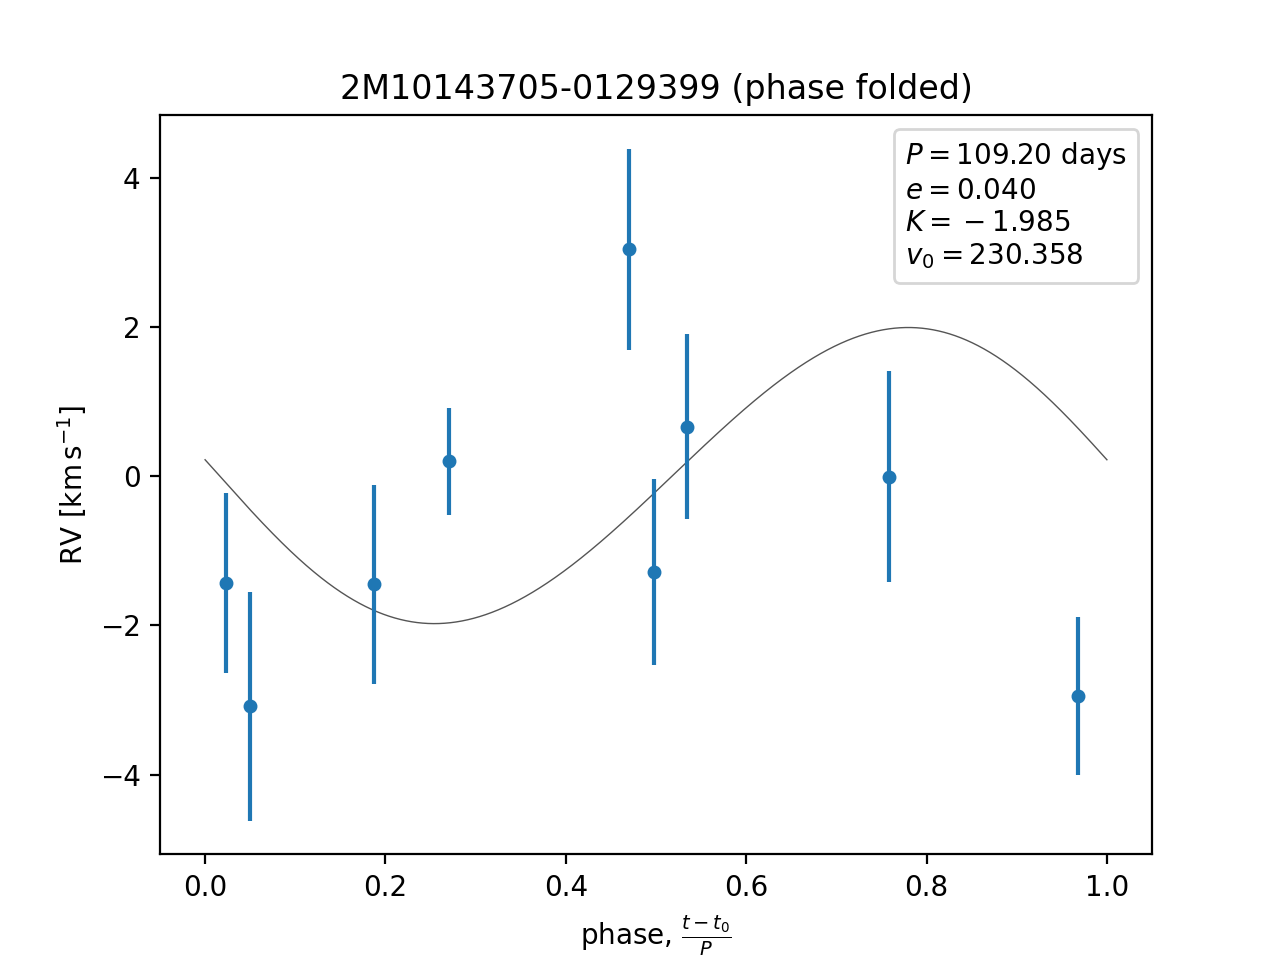 2M10143705-0129399 (phase folded)
P = 109.20 days
e = 0.040
K = −1.985
v₀ = 230.358
4
2
0
−2
−4
RV [km s⁻¹]
0.0 0.2 0.4 0.6 0.8 1.0
phase, (t − t₀)/P